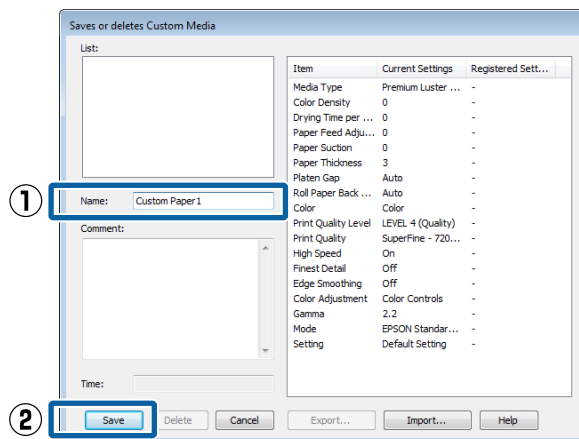 Saves or deletes Custom Media
List:
Item Current Settings Registered Sett...
Media Type Premium Luster ... -
Color Density 0 -
Drying Time per ... 0 -
Paper Feed Adju... 0 -
Paper Suction 0 -
Paper Thickness 3 -
Platen Gap Auto -
Roll Paper Back ... Auto -
Color Color -
Print Quality Level LEVEL 4 (Quality) -
Print Quality SuperFine - 720... -
High Speed On -
Finest Detail Off -
Edge Smoothing Off -
Color Adjustment Color Controls -
Gamma 2.2 -
Mode EPSON Standar... -
Setting Default Setting -
1 Name: Custom Paper1
Comment:
Time:
2 Save Delete Cancel Export... Import... Help